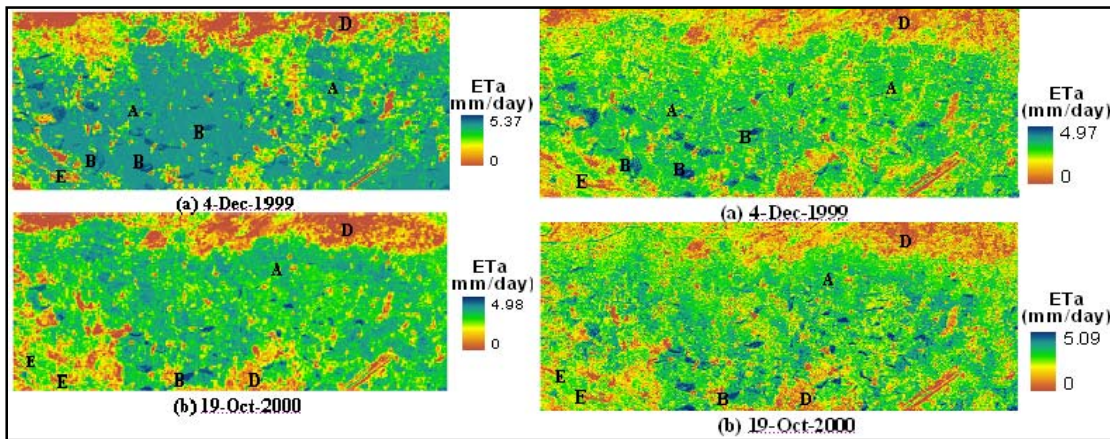 D
A
A
B
B
B
E
ETa
(mm/day)
5.37
0
(a) 4-Dec-1999
D
A
A
B
B
B
E
ETa
(mm/day)
4.97
0
(a) 4-Dec-1999
D
A
E
E
B
D
ETa
(mm/day)
4.98
0
(b) 19-Oct-2000
D
A
E
E
B
D
ETa
(mm/day)
5.09
0
(b) 19-Oct-2000